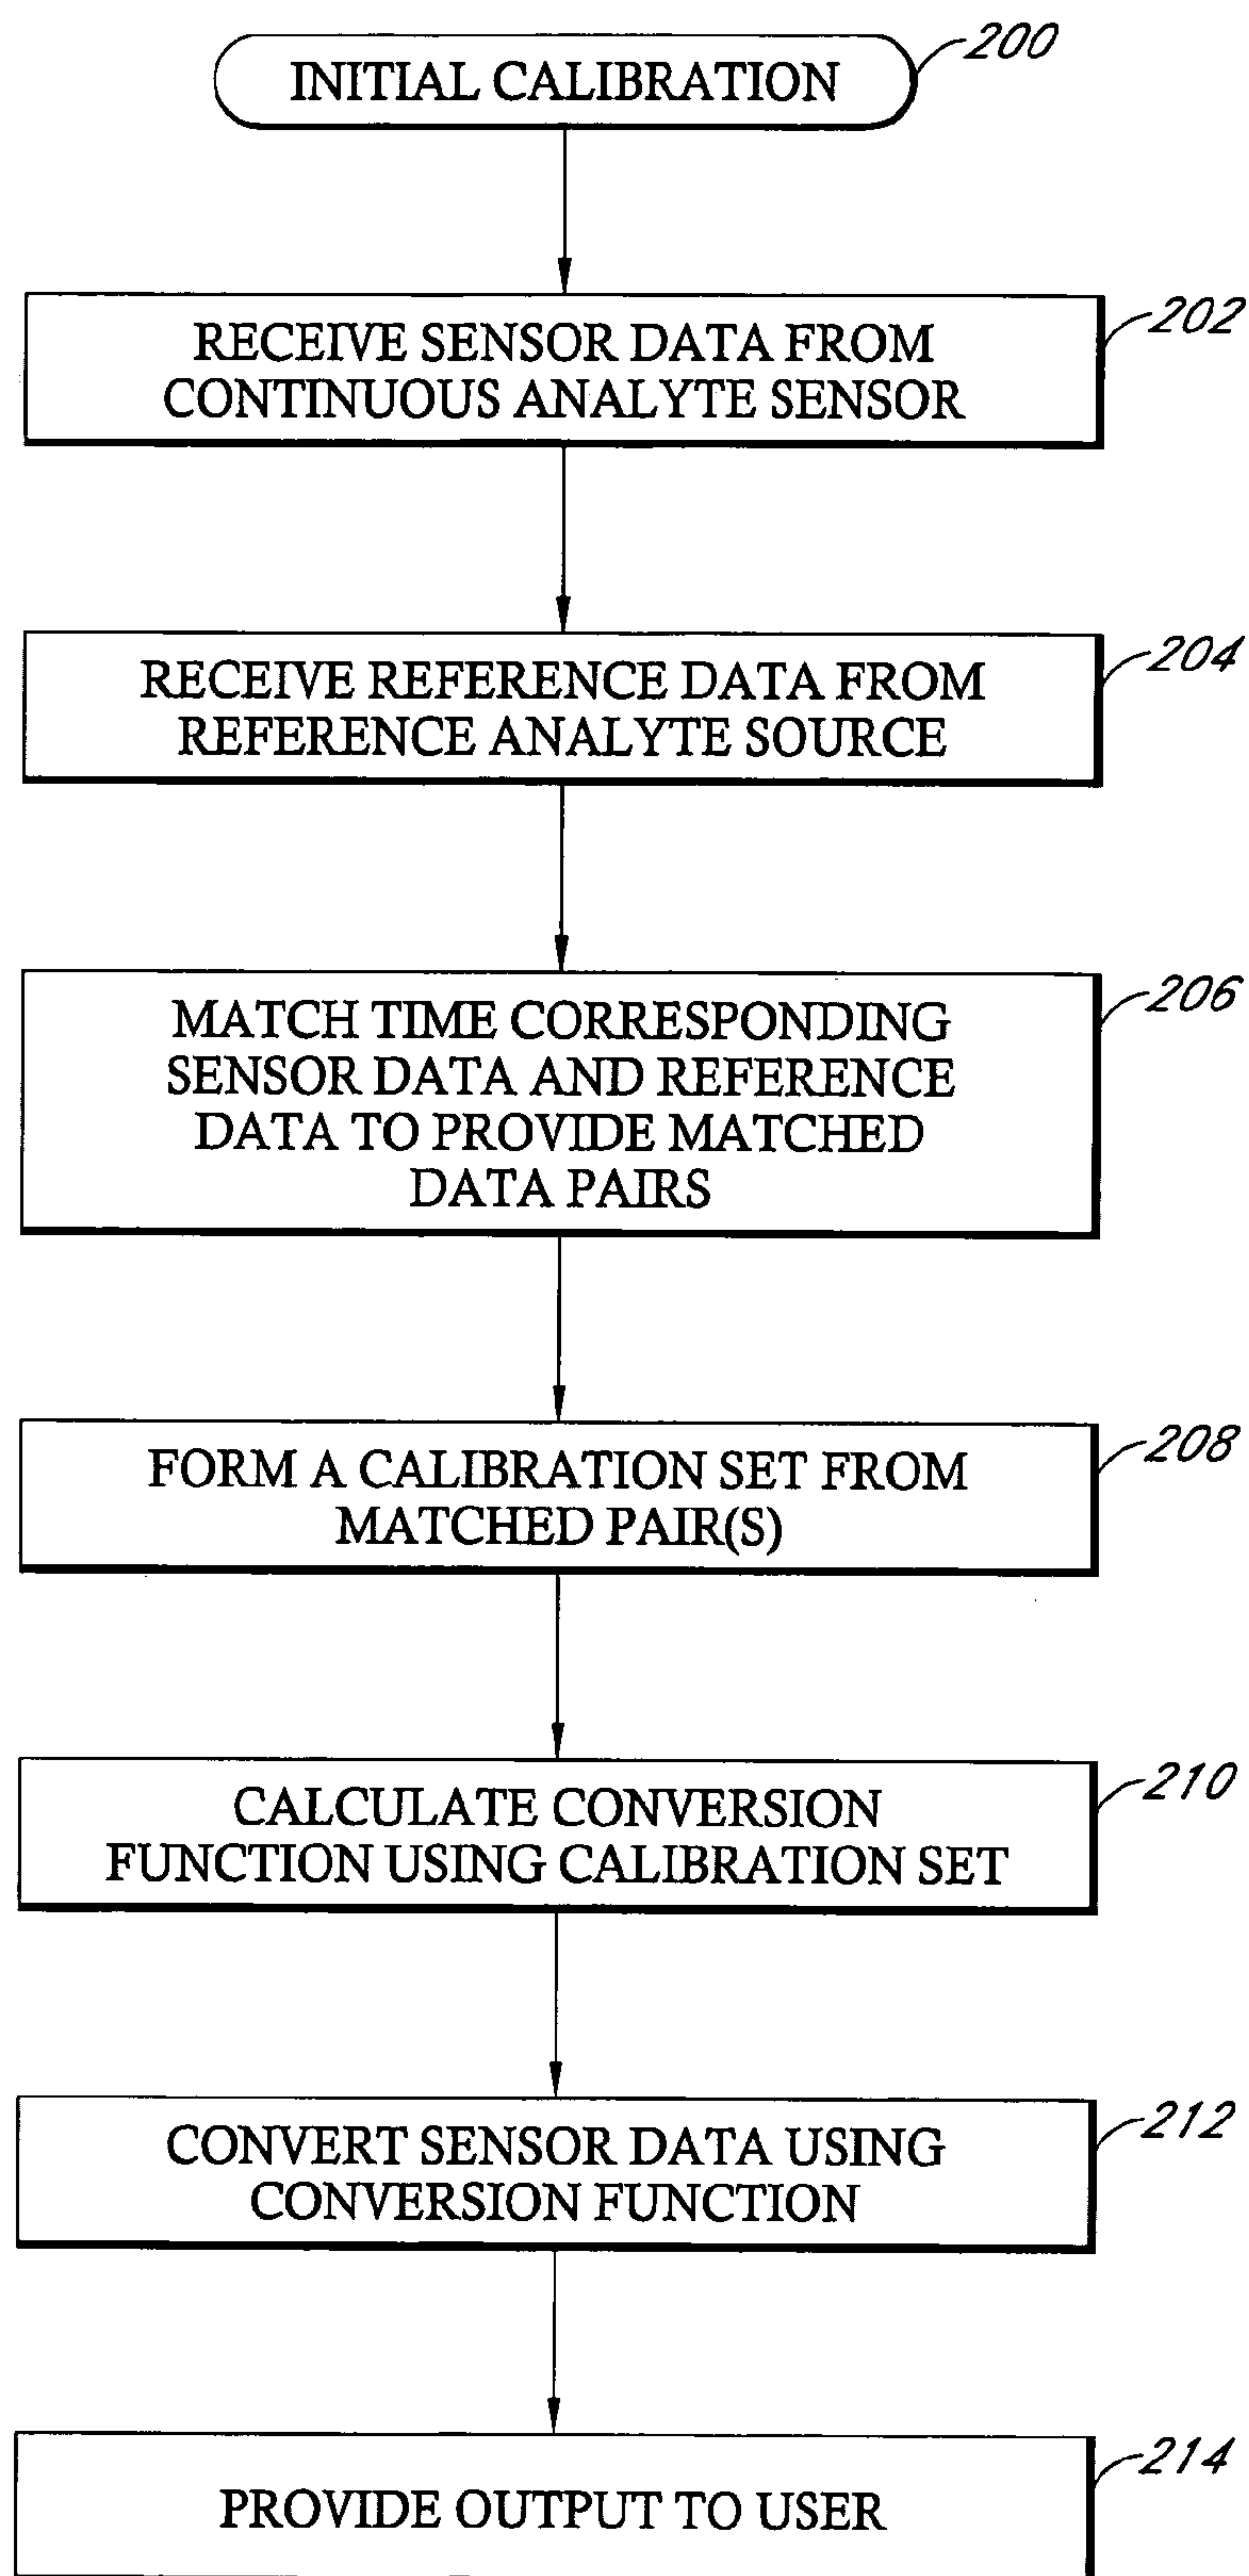 200
INITIAL CALIBRATION
202
RECEIVE SENSOR DATA FROM
CONTINUOUS ANALYTE SENSOR
204
RECEIVE REFERENCE DATA FROM
REFERENCE ANALYTE SOURCE
206
MATCH TIME CORRESPONDING
SENSOR DATA AND REFERENCE
DATA TO PROVIDE MATCHED
DATA PAIRS
208
FORM A CALIBRATION SET FROM
MATCHED PAIR(S)
210
CALCULATE CONVERSION
FUNCTION USING CALIBRATION SET
212
CONVERT SENSOR DATA USING
CONVERSION FUNCTION
214
PROVIDE OUTPUT TO USER